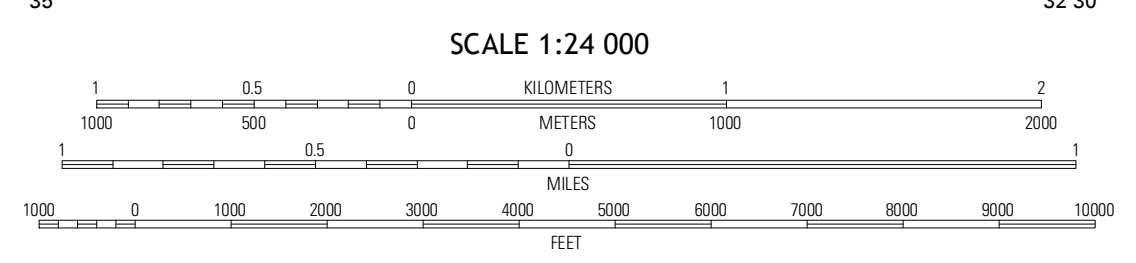 35 32 30
SCALE 1:24 000
1 0.5 0 KILOMETERS 1 2
1000 500 0 METERS 1000 2000
1 0.5 0 1
MILES
1000 0 1000 2000 3000 4000 5000 6000 7000 8000 9000 10000
FEET